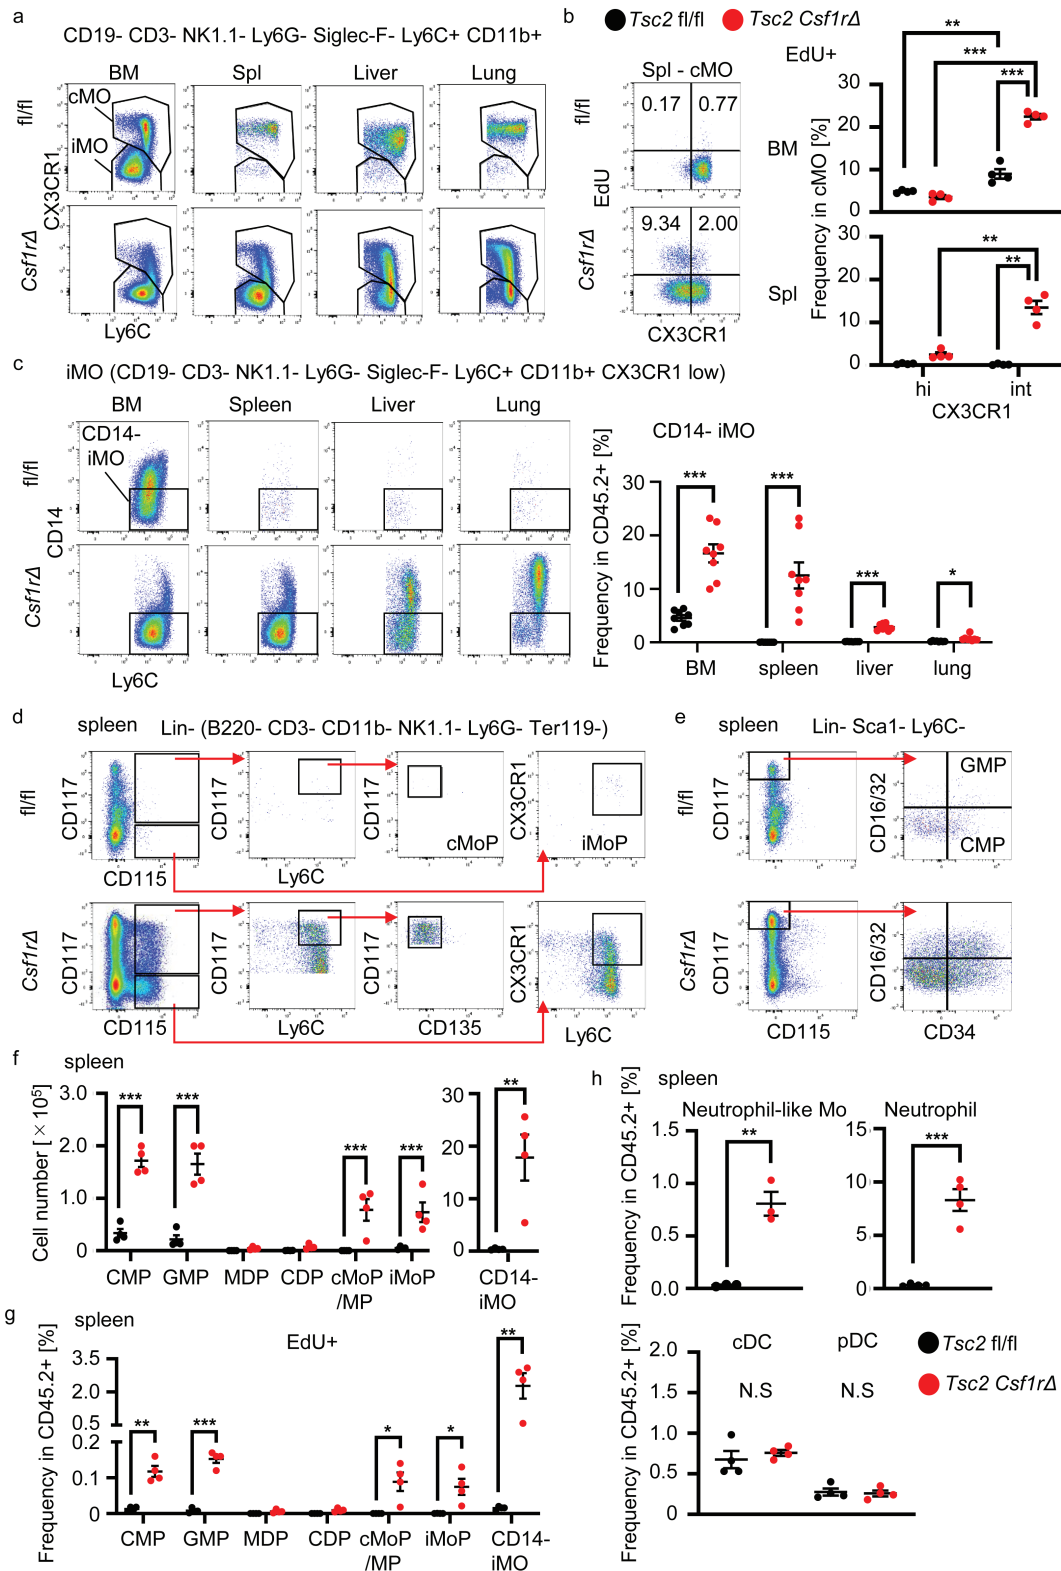 a
CD19- CD3- NK1.1- Ly6G- Siglec-F- Ly6C+ CD11b+
BM Spl Liver Lung
fl/fl
cMO
iMO
CX3CR1
Csf1rΔ
Ly6C
b
Tsc2 fl/fl Tsc2 Csf1rΔ
Spl - cMO
fl/fl
0.17 0.77
EdU
Csf1rΔ
9.34 2.00
CX3CR1
EdU+
** *** ***
30
20
10
0
BM
Frequency in cMO [%]
** **
30
20
10
0
Spl
hi int
CX3CR1
c
iMO (CD19- CD3- NK1.1- Ly6G- Siglec-F- Ly6C+ CD11b+ CX3CR1 low)
BM Spleen Liver Lung
fl/fl
CD14-
iMO
CD14
Csf1rΔ
Ly6C
CD14- iMO
Frequency in CD45.2+ [%]
30
20
10
0
*** *** *** *
BM spleen liver lung
d
spleen Lin- (B220- CD3- CD11b- NK1.1- Ly6G- Ter119-)
fl/fl
CD117 CD117 CD117 CX3CR1
cMoP iMoP
CD115 Ly6C
Csf1rΔ
CD117 CD117 CD117 CX3CR1
CD115 Ly6C CD135 Ly6C
e
spleen Lin- Sca1- Ly6C-
fl/fl
CD117 CD16/32
GMP
CMP
Csf1rΔ
CD117 CD16/32
CD115 CD34
f
spleen
Cell number [ × 10⁵]
3.0
2.0
1.0
0
*** *** *** ***
CMP GMP MDP CDP cMoP iMoP
/MP
30
20
10
0
**
CD14-
iMO
g
spleen
EdU+
Frequency in CD45.2+ [%]
3.5
2.0
0.5
0.2
0.1
0
** *** * * **
CMP GMP MDP CDP cMoP iMoP CD14-
/MP iMO
h
spleen
Neutrophil-like Mo Neutrophil
Frequency in CD45.2+ [%]
1.5
1.0
0.5
0.0
**
15
10
5
0
***
Frequency in CD45.2+ [%]
2.0
1.5
1.0
0.5
0
cDC pDC
N.S N.S
Tsc2 fl/fl
Tsc2 Csf1rΔ